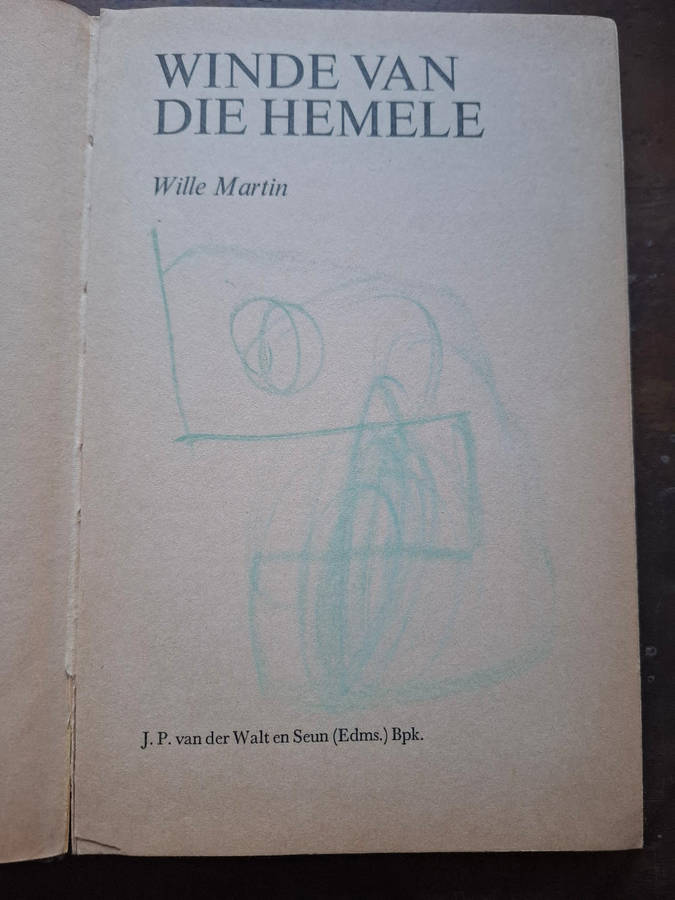 WINDE VAN
DIE HEMELE
Wille Martin
J. P. van der Walt en Seun (Edms.) Bpk.